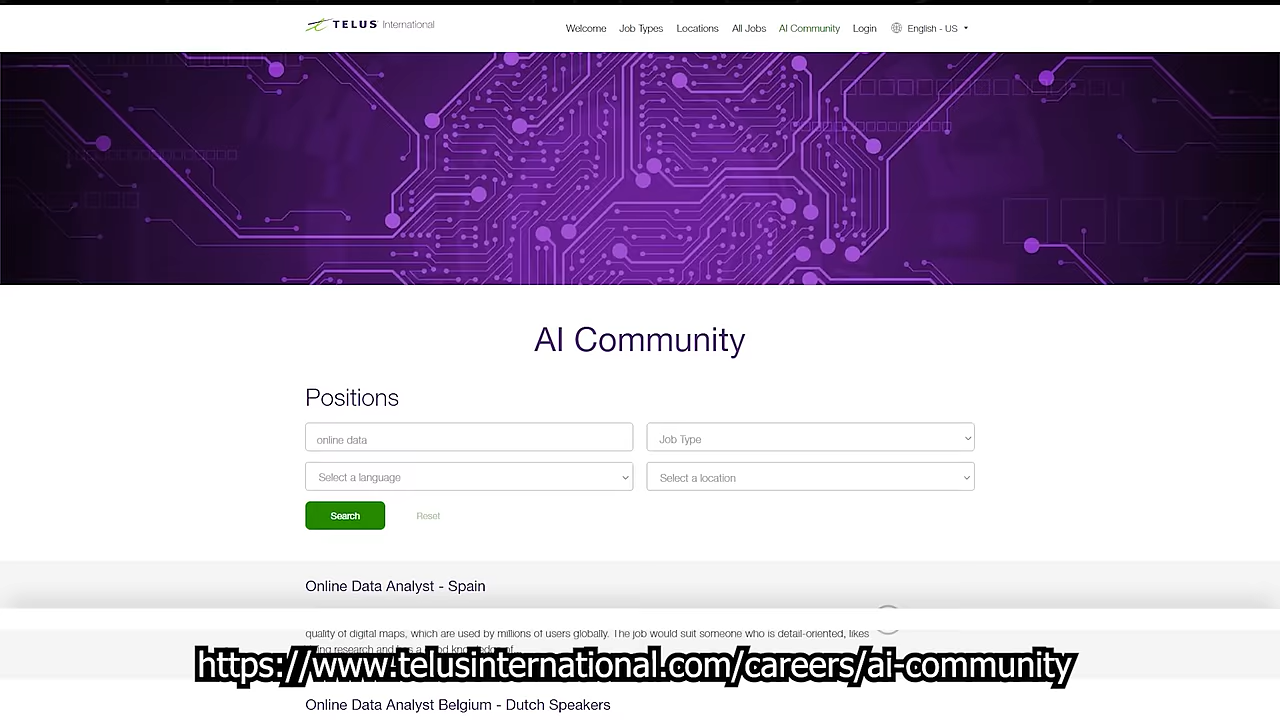 TELUS International
Welcome Job Types Locations All Jobs AI Community Login English - US
AI Community
Positions
online data
Job Type
Select a language
Select a location
Search
Reset
Online Data Analyst - Spain
quality of digital maps, which are used by millions of users globally. The job would suit someone who is detail-oriented, likes
https://www.telusinternational.com/careers/ai-community
Online Data Analyst Belgium - Dutch Speakers